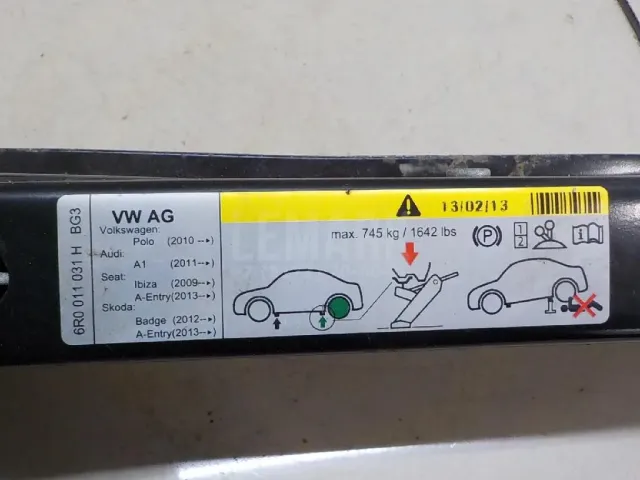 6R0 011 031 H BG3
VW AG
Volkswagen:
Polo (2010-->)
Audi:
A1 (2011-->)
Seat:
Ibiza (2009-->)
A-Entry(2013-->)
Skoda:
Badge (2012-->)
A-Entry(2013-->)
13/02/13
max. 745 kg / 1642 lbs
P
1
2
i